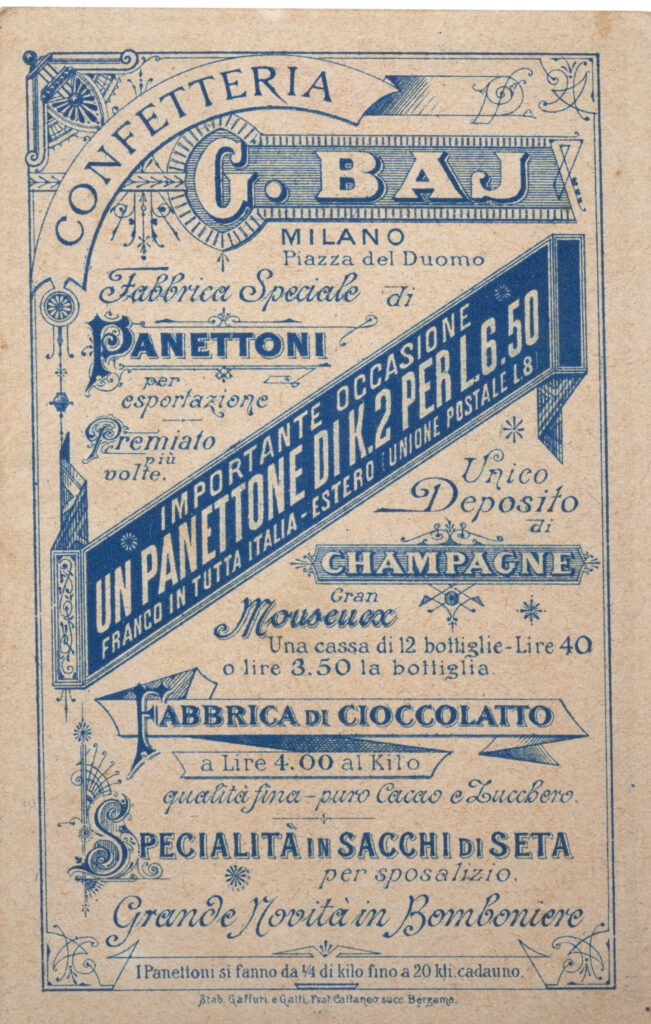 CONFETTERIA
G. BAJ
MILANO
Piazza del Duomo
Fabbrica Speciale di
PANETTONI
per
esportazione
Premiato
più
volte.
IMPORTANTE OCCASIONE
UN PANETTONE DI K.2 PER L.6.50
FRANCO IN TUTTA ITALIA - ESTERO (UNIONE POSTALE L.8)
Unico
Deposito
di
CHAMPAGNE
Gran
Mouseuex
Una cassa di 12 bottiglie - Lire 40
o lire 3.50 la bottiglia.
FABBRICA DI CIOCCOLATTO
a Lire 4.00 al Kilo
qualità fina - puro Cacao e Zucchero.
SPECIALITÀ IN SACCHI DI SETA
per sposalizio.
Grande Novità in Bomboniere
I Panettoni si fanno da ¼ di kilo fino a 20 kli. cadauno.
Stab. Gaffuri e Gatti, Frat. Cattaneo succ. Bergamo.